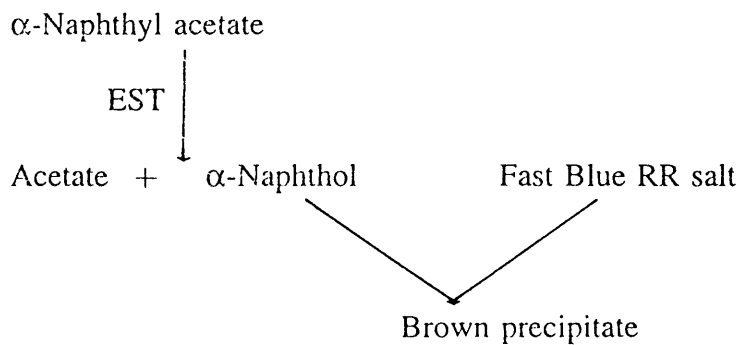 α-Naphthyl acetate
EST
Acetate + α-Naphthol Fast Blue RR salt
Brown precipitate